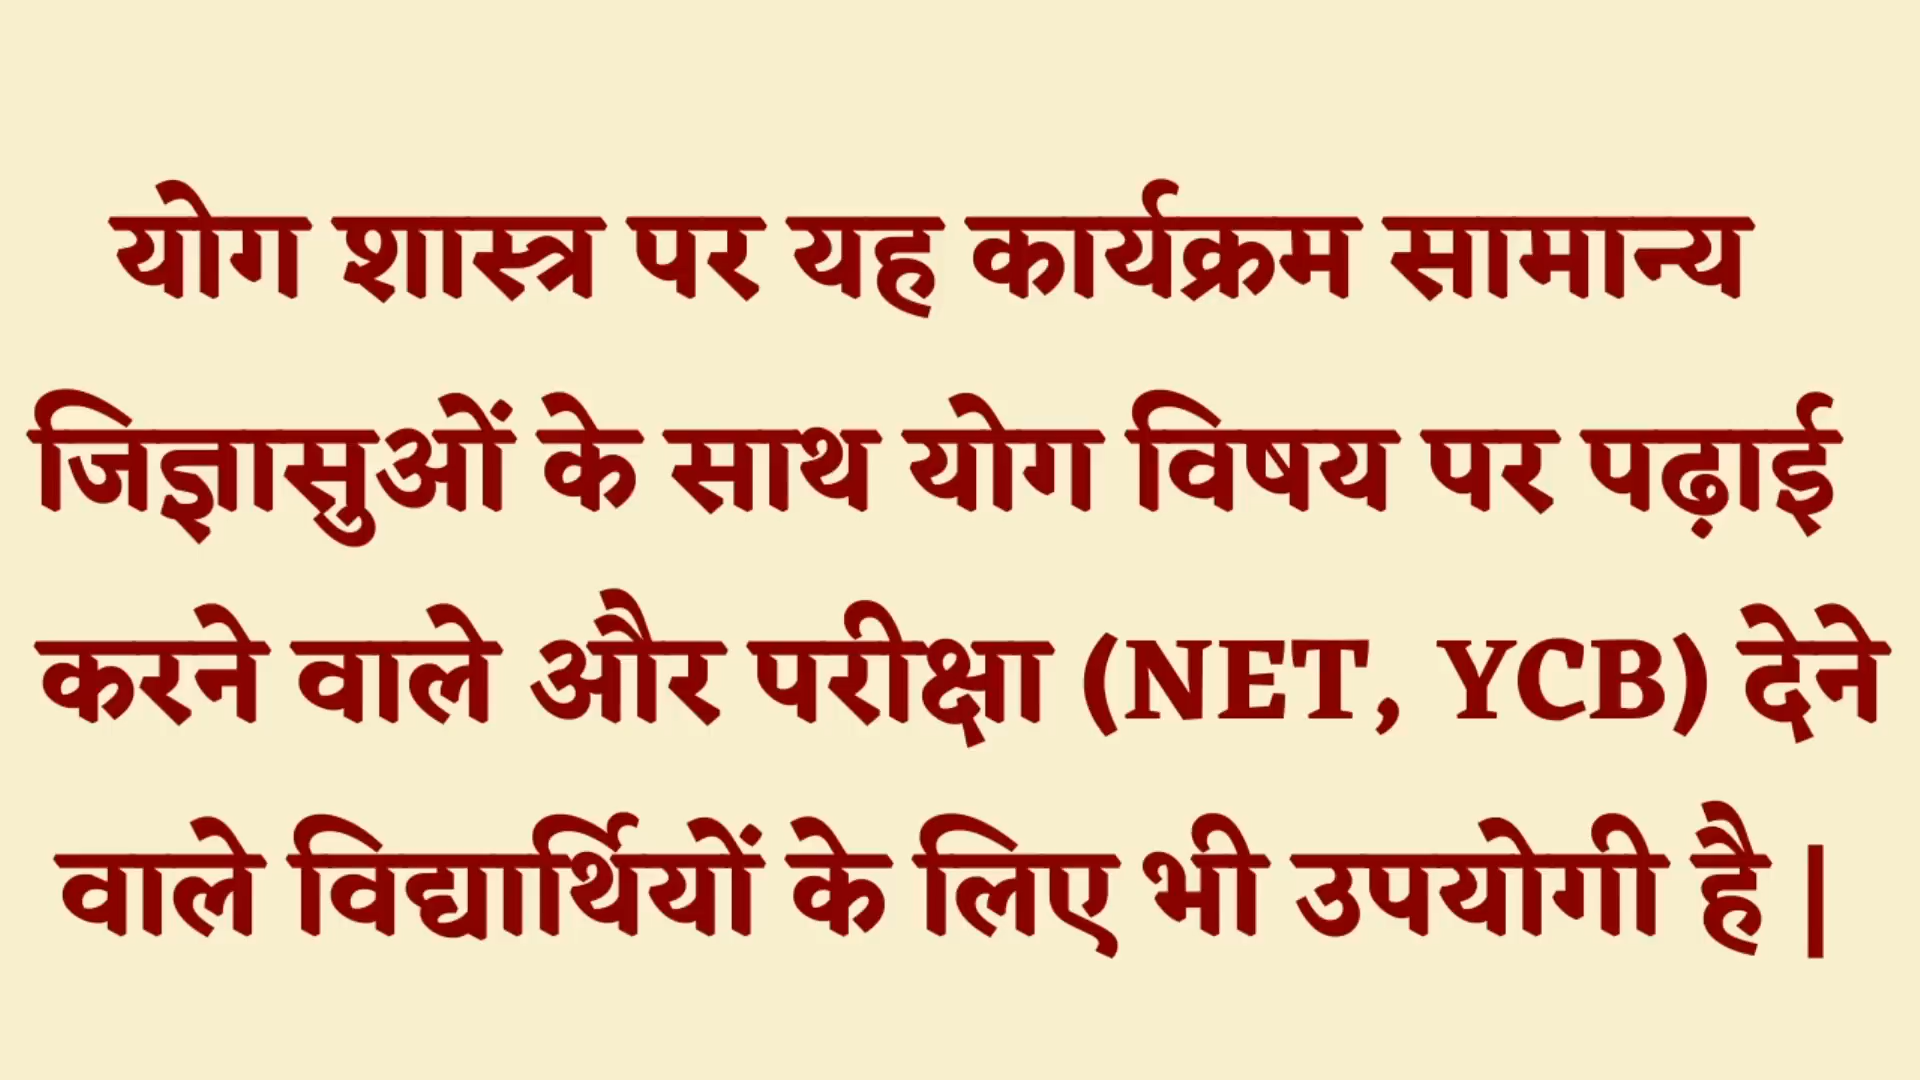 योग शास्त्र पर यह कार्यक्रम सामान्य
जिज्ञासुओं के साथ योग विषय पर पढ़ाई
करने वाले और परीक्षा (NET, YCB) देने
वाले विद्यार्थियों के लिए भी उपयोगी है |